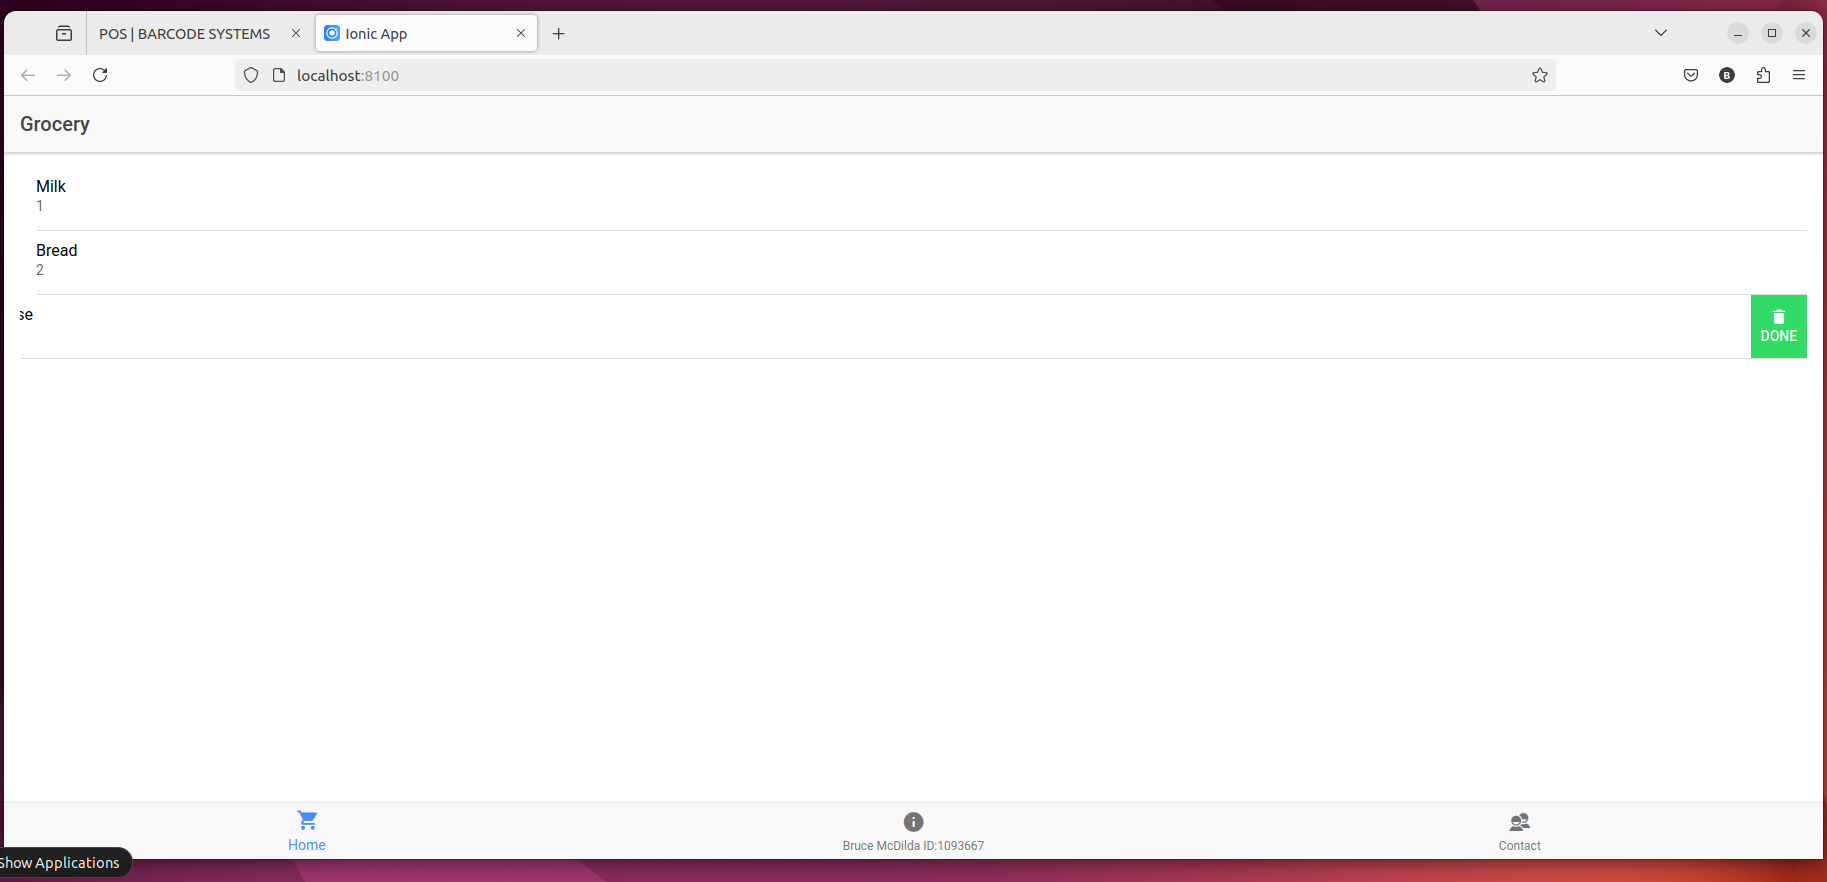 POS | BARCODE SYSTEMS
Ionic App
localhost:8100
B
Grocery
Milk
1
Bread
2
se
DONE
Home
Bruce McDilda ID:1093667
Contact
Show Applications